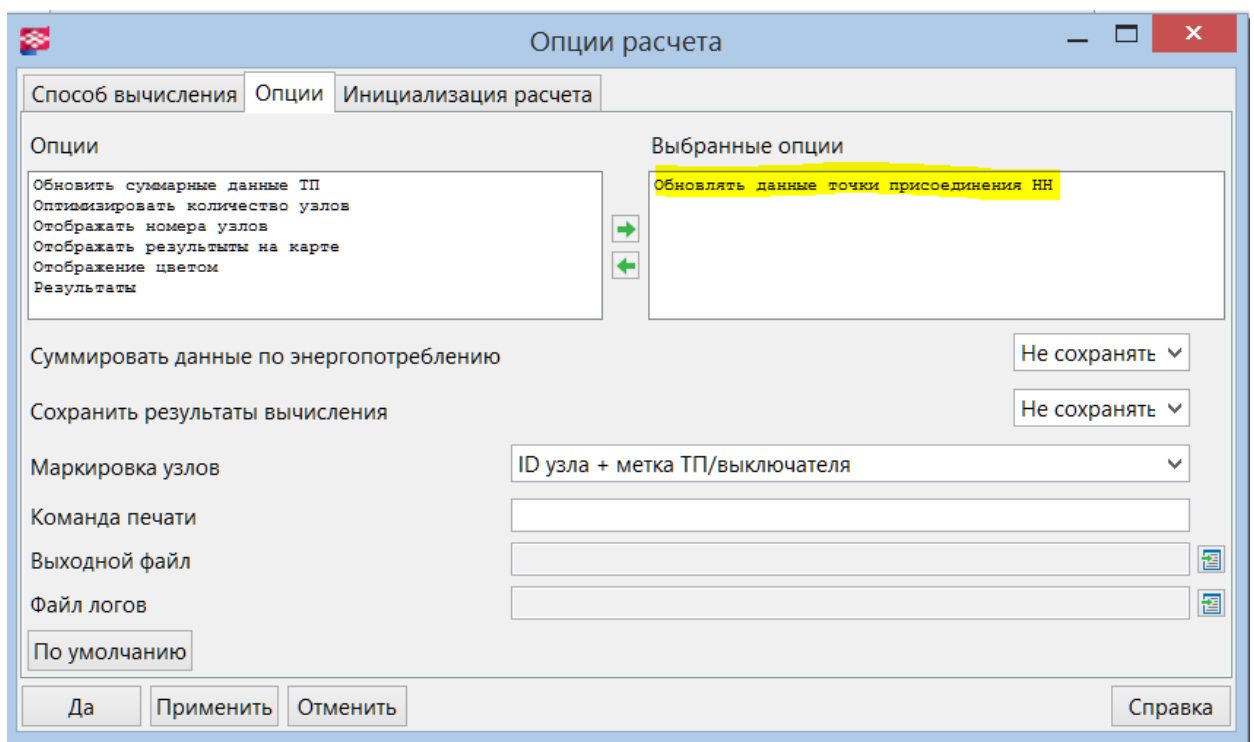 Опции расчета
Способ вычисления Опции Инициализация расчета
Опции Выбранные опции
Обновить суммарные данные ТП
Оптимизировать количество узлов
Отображать номера узлов
Отображать результыты на карте
Отображение цветом
Результаты
Обновлять данные точки присоединения НН
Суммировать данные по энергопотреблению Не сохранять
Сохранить результаты вычисления Не сохранять
Маркировка узлов ID узла + метка ТП/выключателя
Команда печати
Выходной файл
Файл логов
По умолчанию
Да Применить Отменить Справка